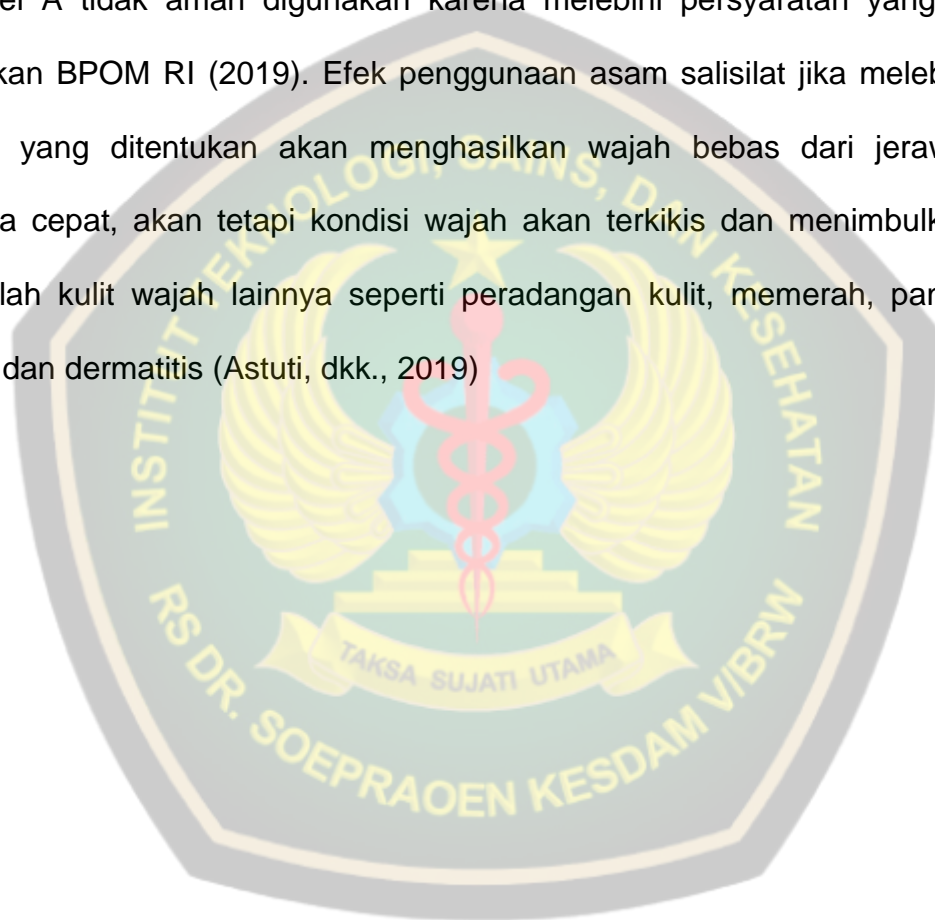 er A tidak aman digunakan karena melebihi persyaratan yang
kan BPOM RI (2019). Efek penggunaan asam salisilat jika meleb
yang ditentukan akan menghasilkan wajah bebas dari jeraw
a cepat, akan tetapi kondisi wajah akan terkikis dan menimbulk
lah kulit wajah lainnya seperti peradangan kulit, memerah, par
dan dermatitis (Astuti, dkk., 2019)
INSTITUT TEKNOLOGI, SAINS, DAN KESEHATAN
TAKSA SUJATI UTAMA
RS DR. SOEPRAOEN KESDAM V/BRW